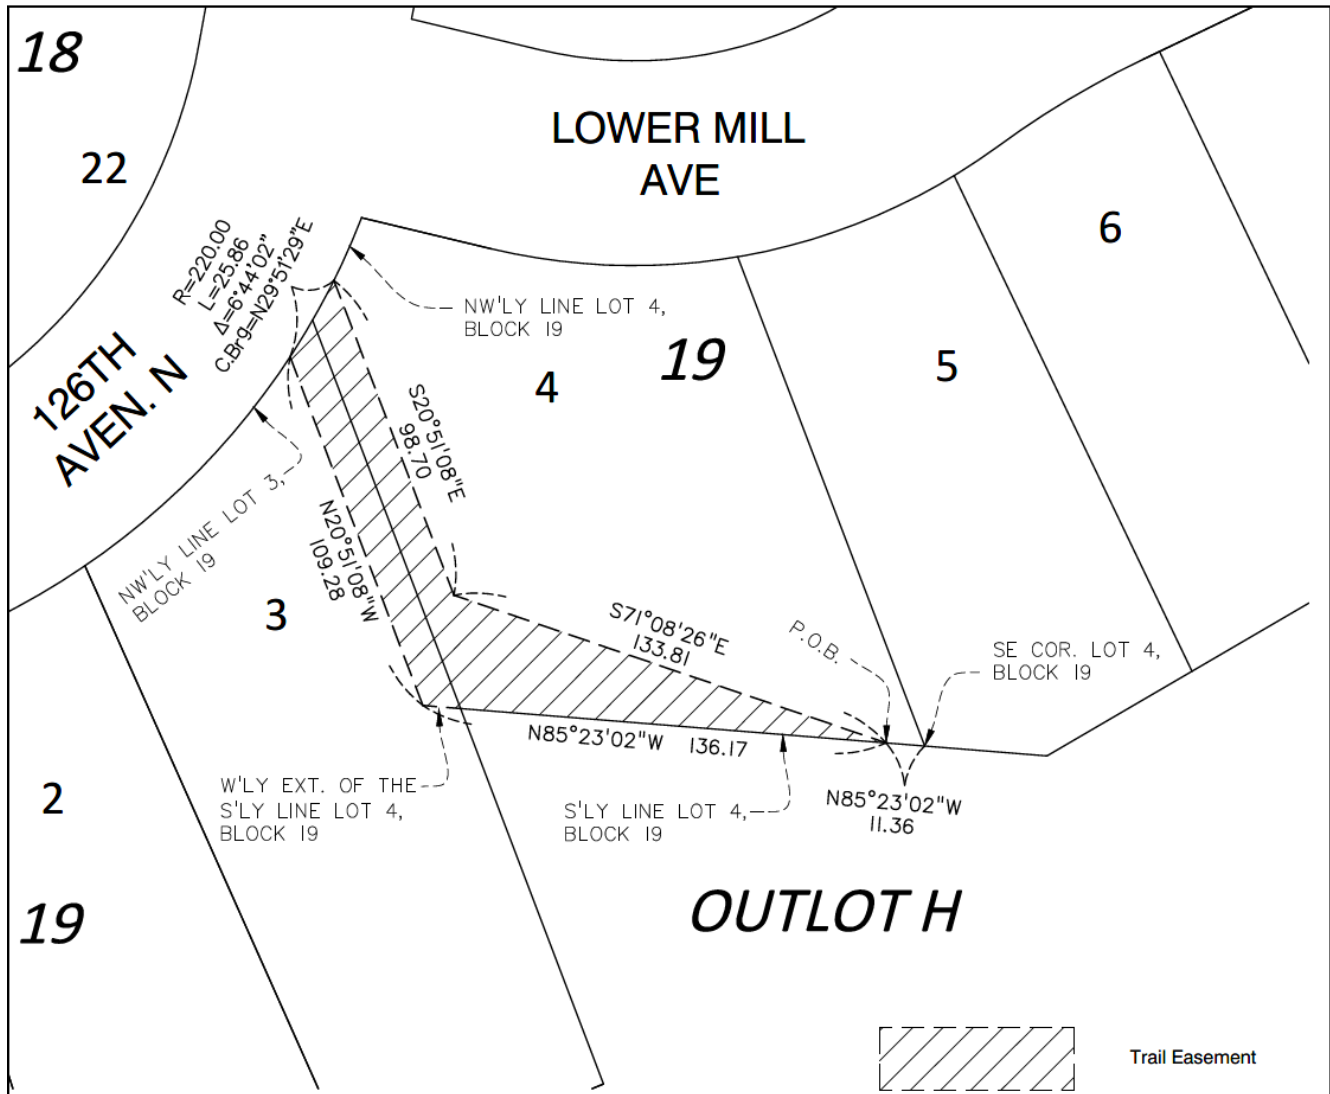 18
22
LOWER MILL
AVE
6
R=220.00
L=25.86
Δ=6°44'02"
C.Brg=N29°51'29"E
NW'LY LINE LOT 4,
BLOCK 19
19
5
4
126TH
AVEN. N
S20°51'08"E
98.70
NW'LY LINE LOT 3,
BLOCK 19
N20°51'08"W
109.28
3
S71°08'26"E
133.81
P.O.B.
SE COR. LOT 4,
BLOCK 19
N85°23'02"W 136.17
2
W'LY EXT. OF THE
S'LY LINE LOT 4,
BLOCK 19
S'LY LINE LOT 4,
BLOCK 19
N85°23'02"W
11.36
19
OUTLOT H
Trail Easement